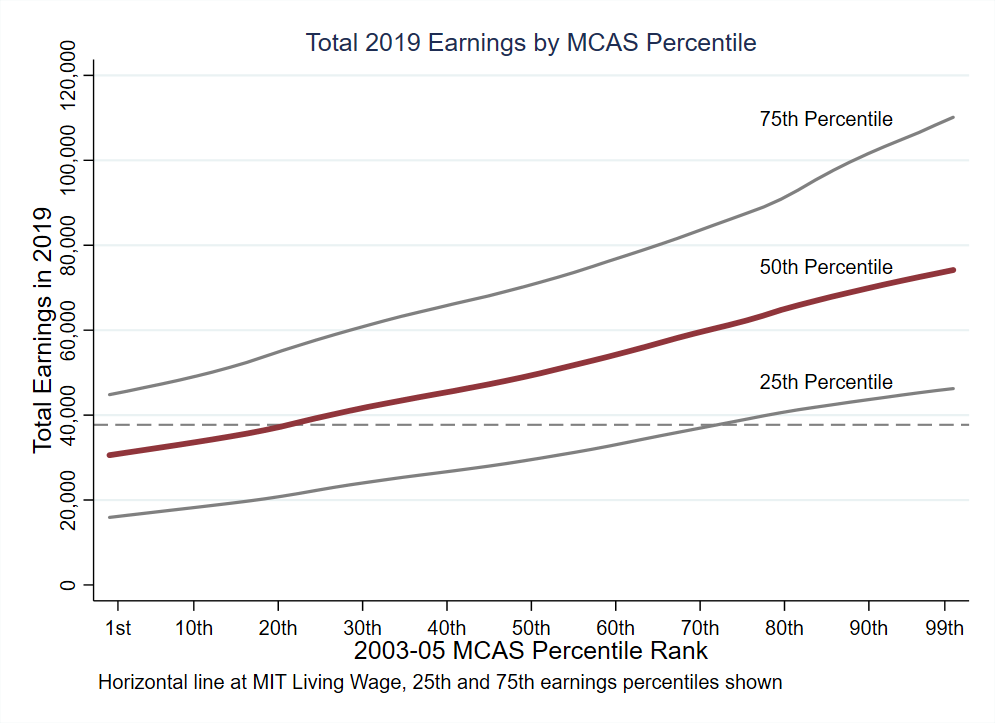 Total 2019 Earnings by MCAS Percentile
Total Earnings in 2019
120,000
100,000
80,000
60,000
40,000
20,000
0
75th Percentile
50th Percentile
25th Percentile
1st 10th 20th 30th 40th 50th 60th 70th 80th 90th 99th
2003-05 MCAS Percentile Rank
Horizontal line at MIT Living Wage, 25th and 75th earnings percentiles shown